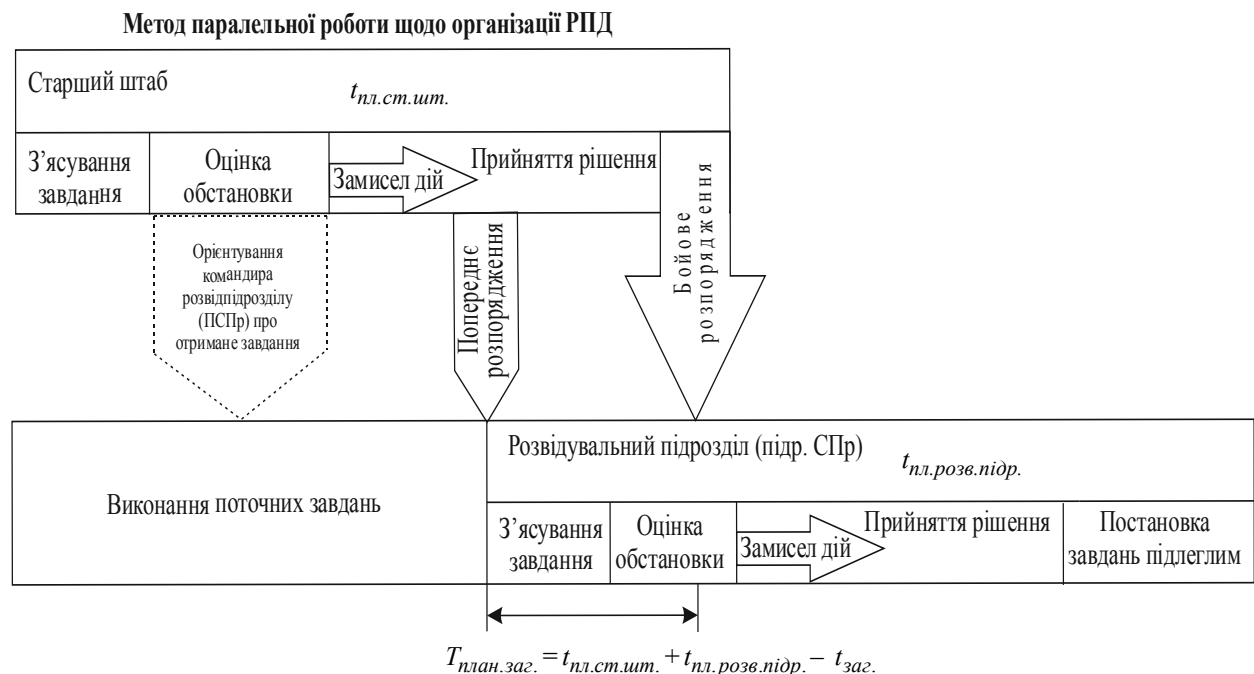 Метод паралельної роботи щодо організації РПД
Старший штаб
tпл.ст.шт.
З’ясування
завдання
Оцінка
обстановки
Замисел дій
Прийняття рішення
Орієнтування
командира
розвідпідрозділу
(ПСПр) про
отримане завдання
Попереднє
розпорядження
Бойове
розпорядження
Виконання поточних завдань
Розвідувальний підрозділ (підр. СПр)
tпл.розв.підр.
З’ясування
завдання
Оцінка
обстановки
Замисел дій
Прийняття рішення
Постановка
завдань підлеглим
Tплан.заг. = tпл.ст.шт. + tпл.розв.підр. – tзаг.